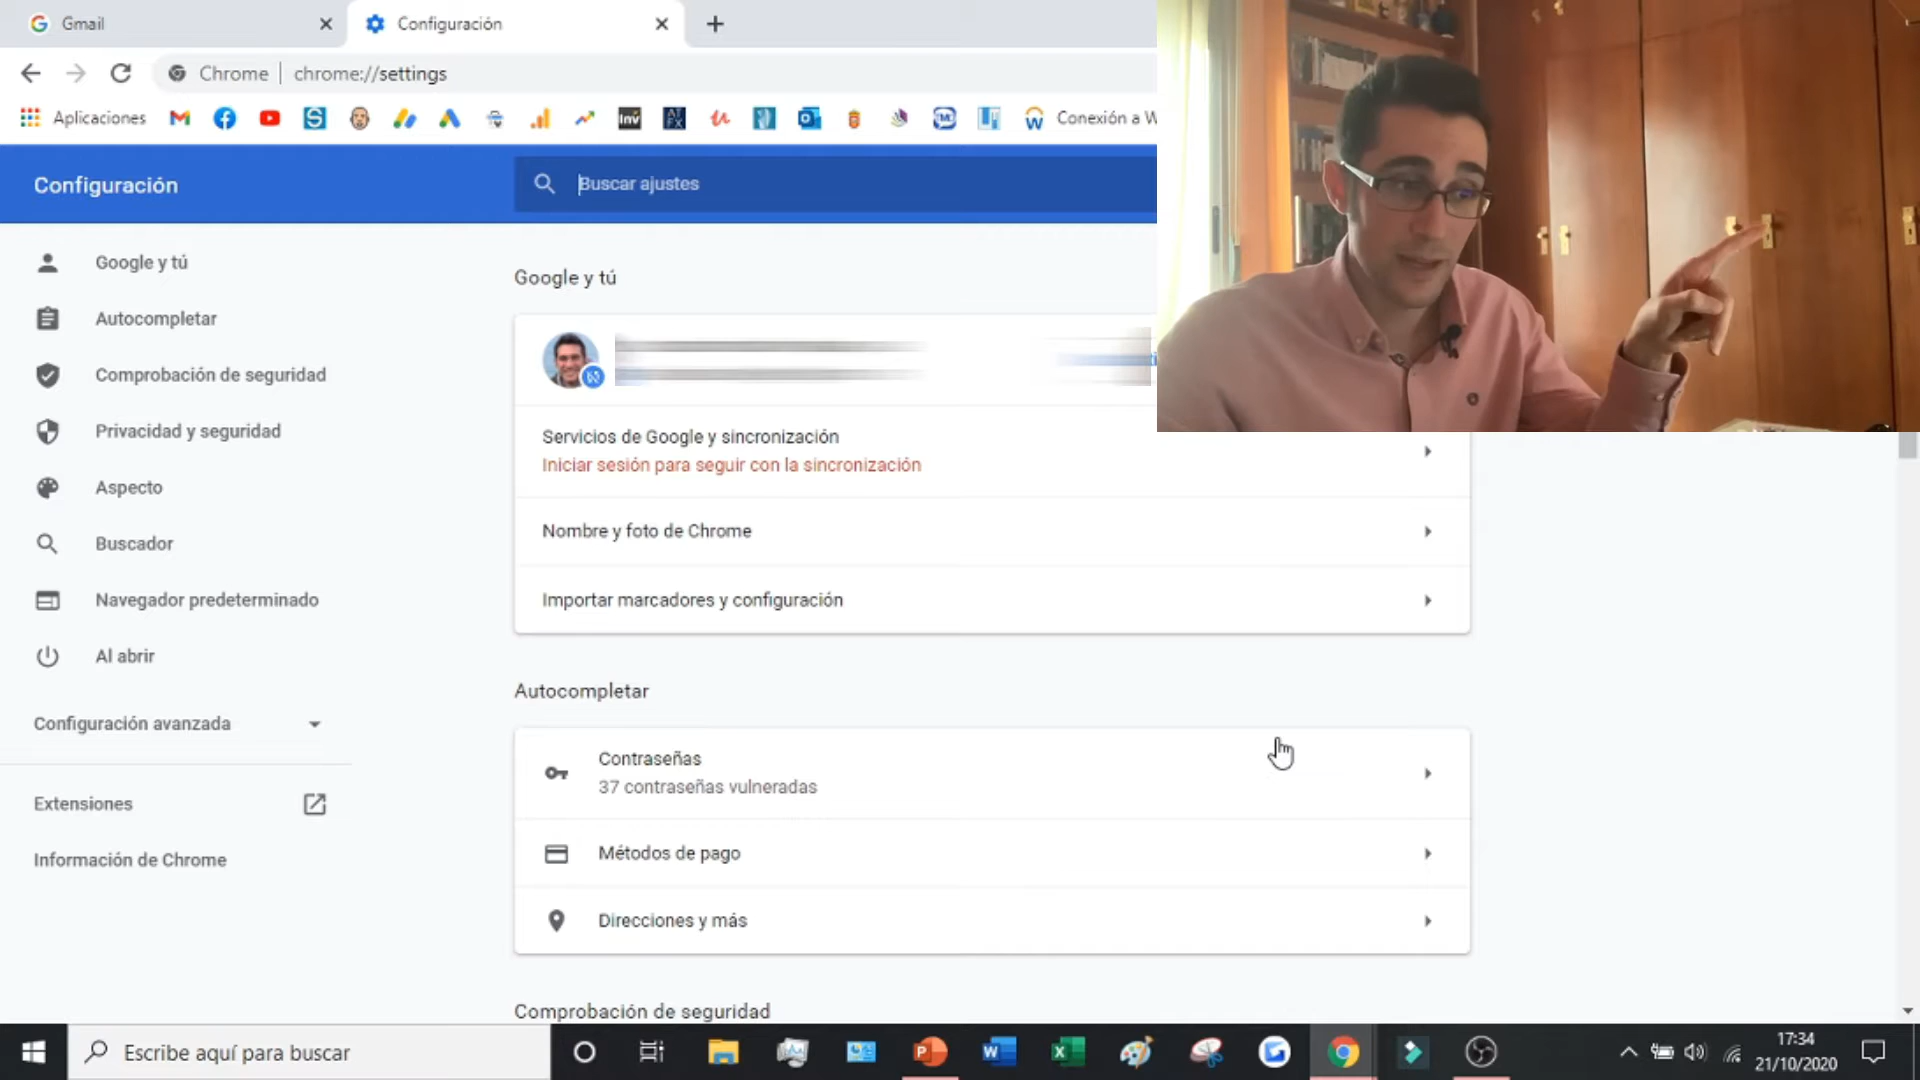 Gmail
Configuración
Chrome
chrome://settings
Aplicaciones
Conexión a W
Configuración
Buscar ajustes
Google y tú
Autocompletar
Comprobación de seguridad
Privacidad y seguridad
Aspecto
Buscador
Navegador predeterminado
Al abrir
Configuración avanzada
Extensiones
Información de Chrome
Google y tú
Servicios de Google y sincronización
Iniciar sesión para seguir con la sincronización
Nombre y foto de Chrome
Importar marcadores y configuración
Autocompletar
Contraseñas
37 contraseñas vulneradas
Métodos de pago
Direcciones y más
Comprobación de seguridad
Escribe aquí para buscar
17:34
21/10/2020